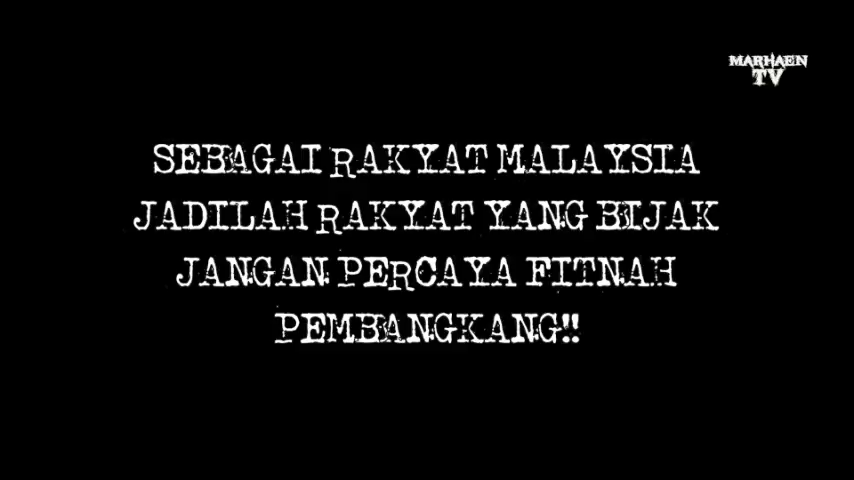 MARHAEN
TV
SEBAGAI RAKYAT MALAYSIA
JADILAH RAKYAT YANG BIJAK
JANGAN PERCAYA FITNAH
PEMBANGKANG!!